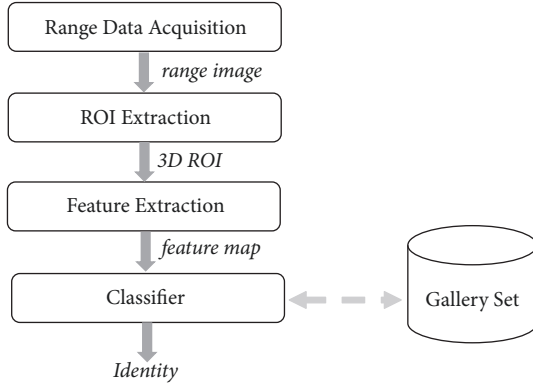 Range Data Acquisition
range image
ROI Extraction
3D ROI
Feature Extraction
feature map
Classifier
Gallery Set
Identity